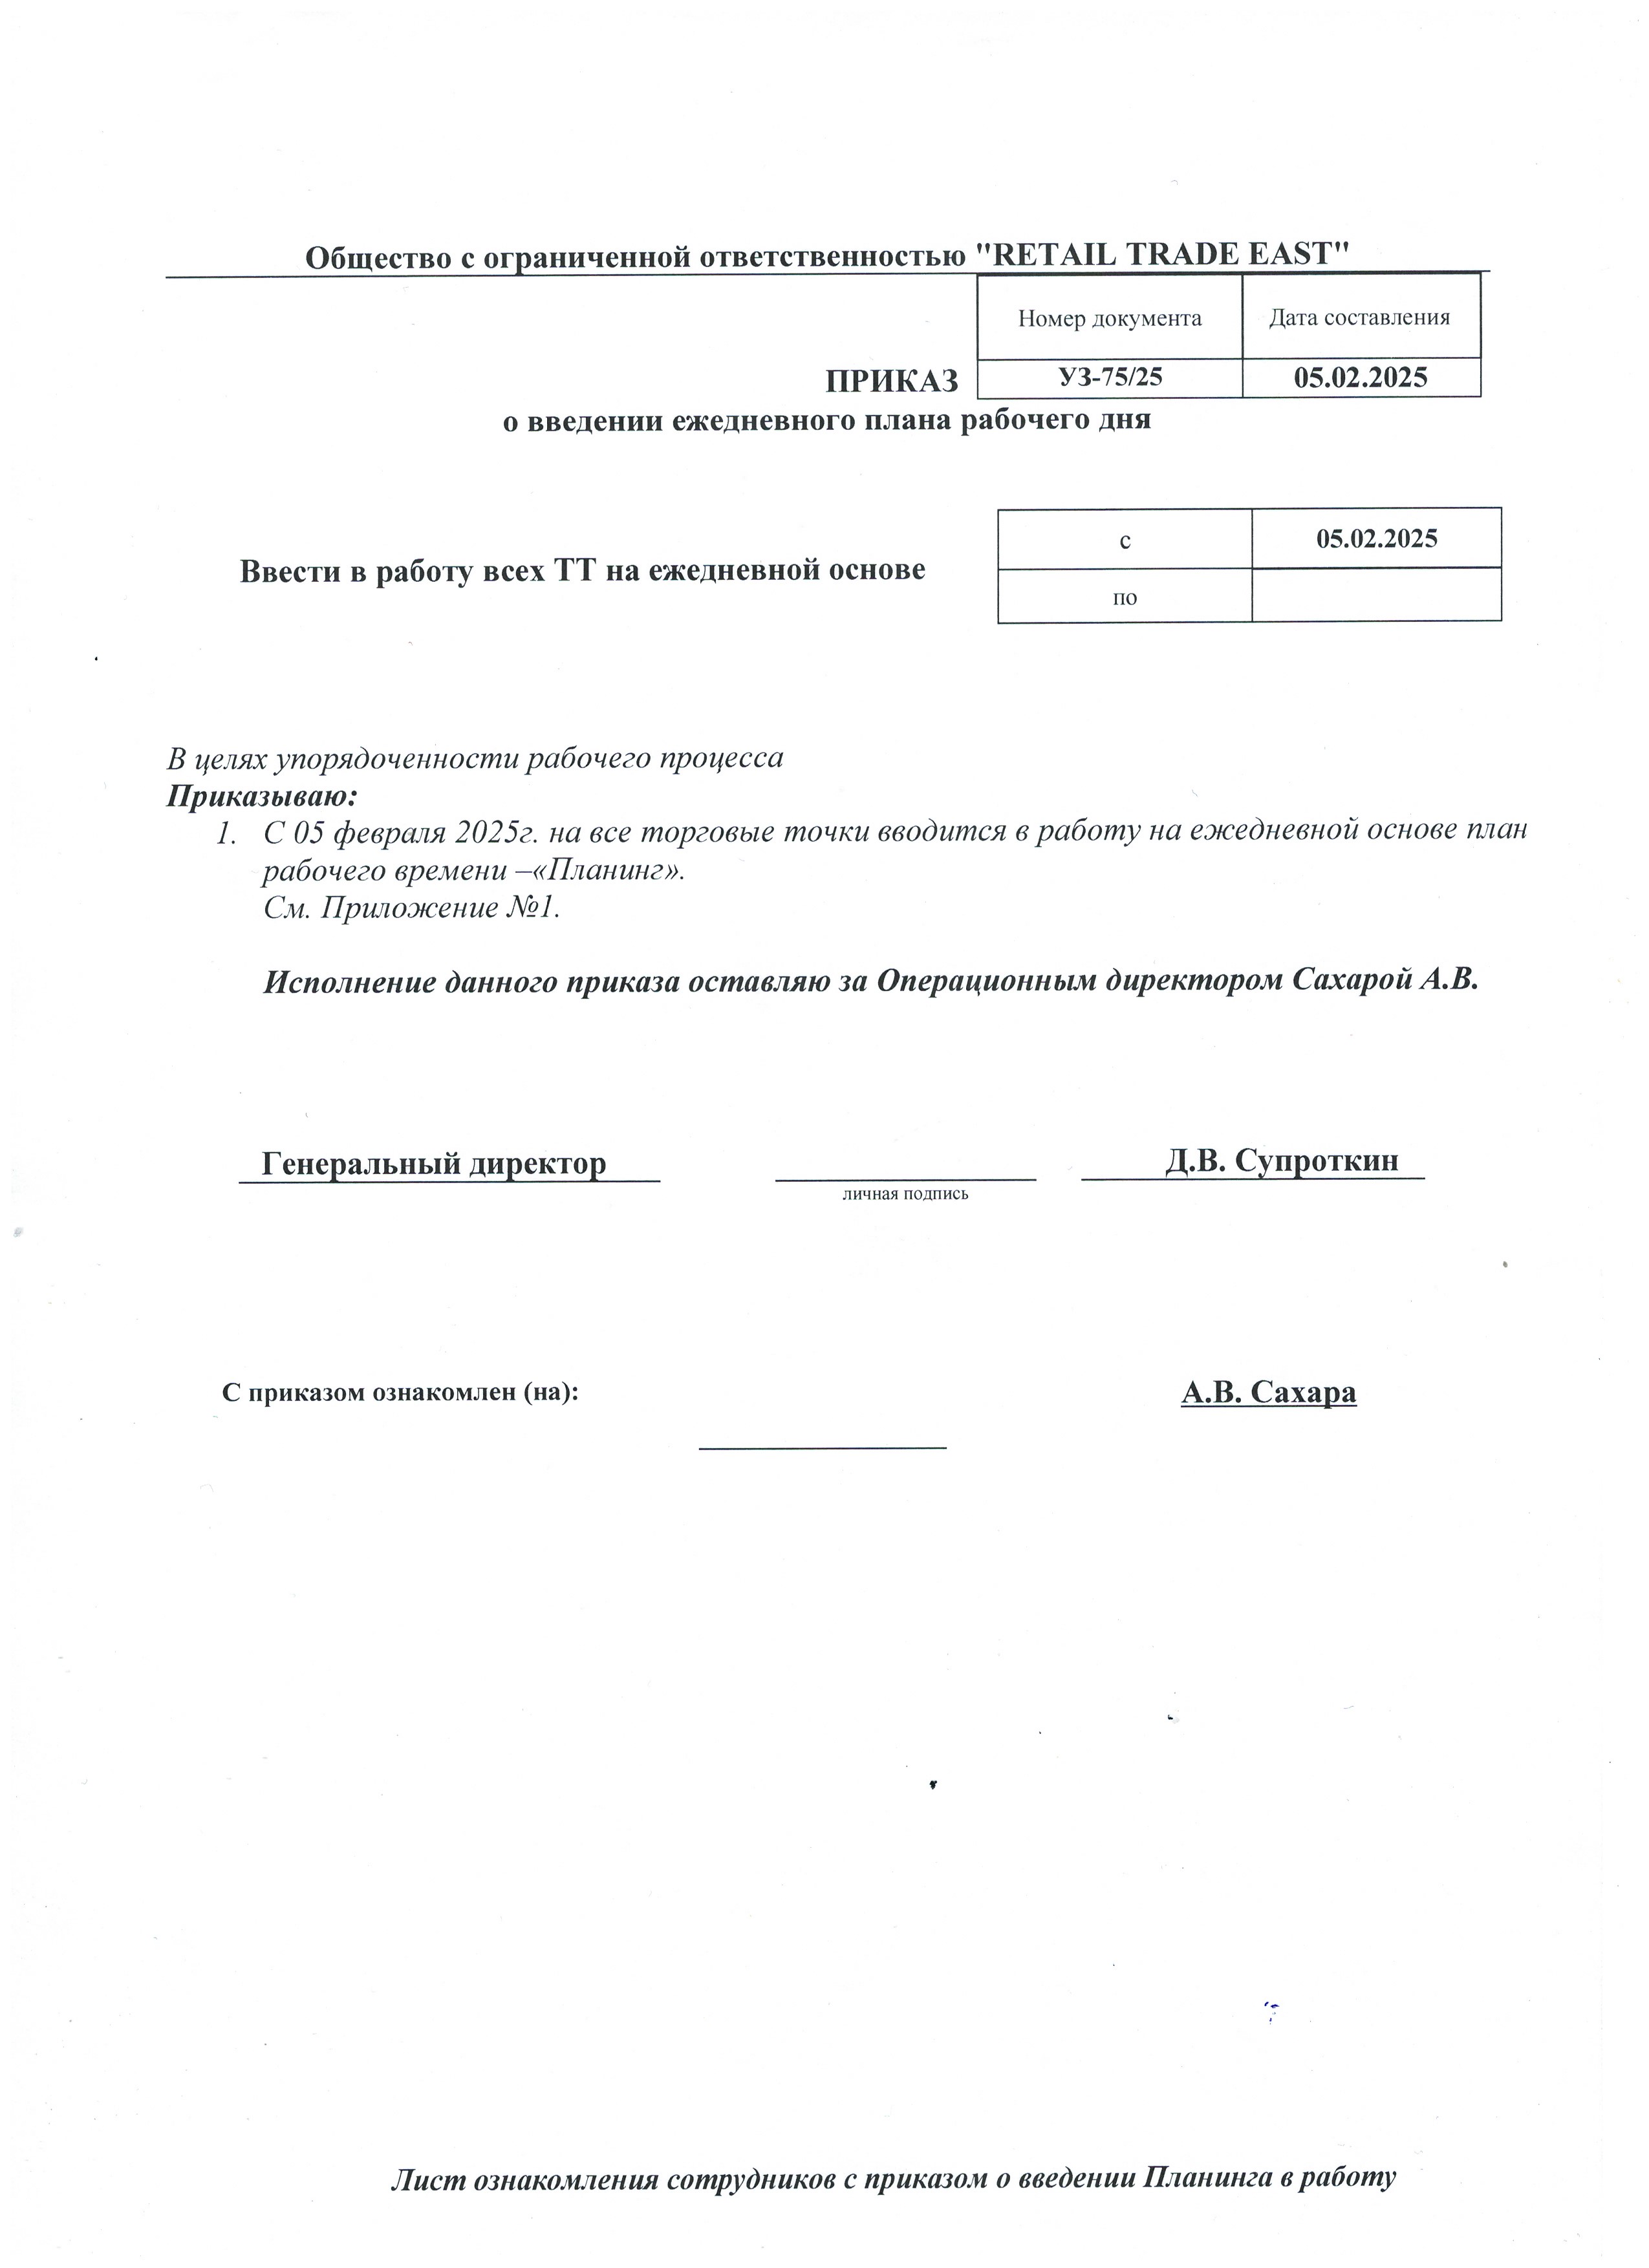 Общество с ограниченной ответственностью "RETAIL TRADE EAST"
Номер документа
Дата составления
ПРИКАЗ
УЗ-75/25
05.02.2025
о введении ежедневного плана рабочего дня
Ввести в работу всех ТТ на ежедневной основе
с
05.02.2025
по
В целях упорядоченности рабочего процесса
Приказываю:
1. С 05 февраля 2025г. на все торговые точки вводится в работу на ежедневной основе план
рабочего времени –«Планинг».
См. Приложение №1.
Исполнение данного приказа оставляю за Операционным директором Сахарой А.В.
Генеральный директор
Д.В. Супроткин
личная подпись
С приказом ознакомлен (на):
А.В. Сахара
Лист ознакомления сотрудников с приказом о введении Планинга в работу